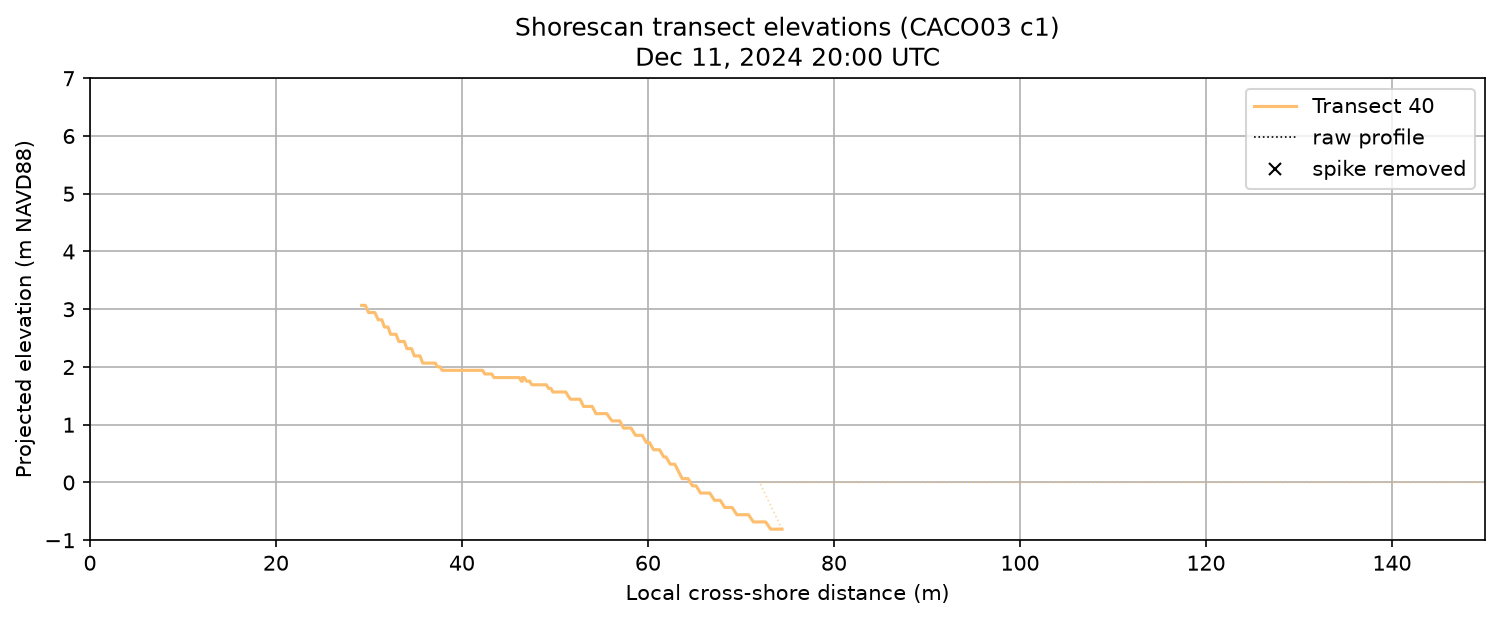 Shorescan transect elevations (CACO03 c1)
Dec 11, 2024 20:00 UTC
Projected elevation (m NAVD88)
7
6
5
4
3
2
1
0
−1
Transect 40
raw profile
spike removed
0
20
40
60
80
100
120
140
Local cross-shore distance (m)